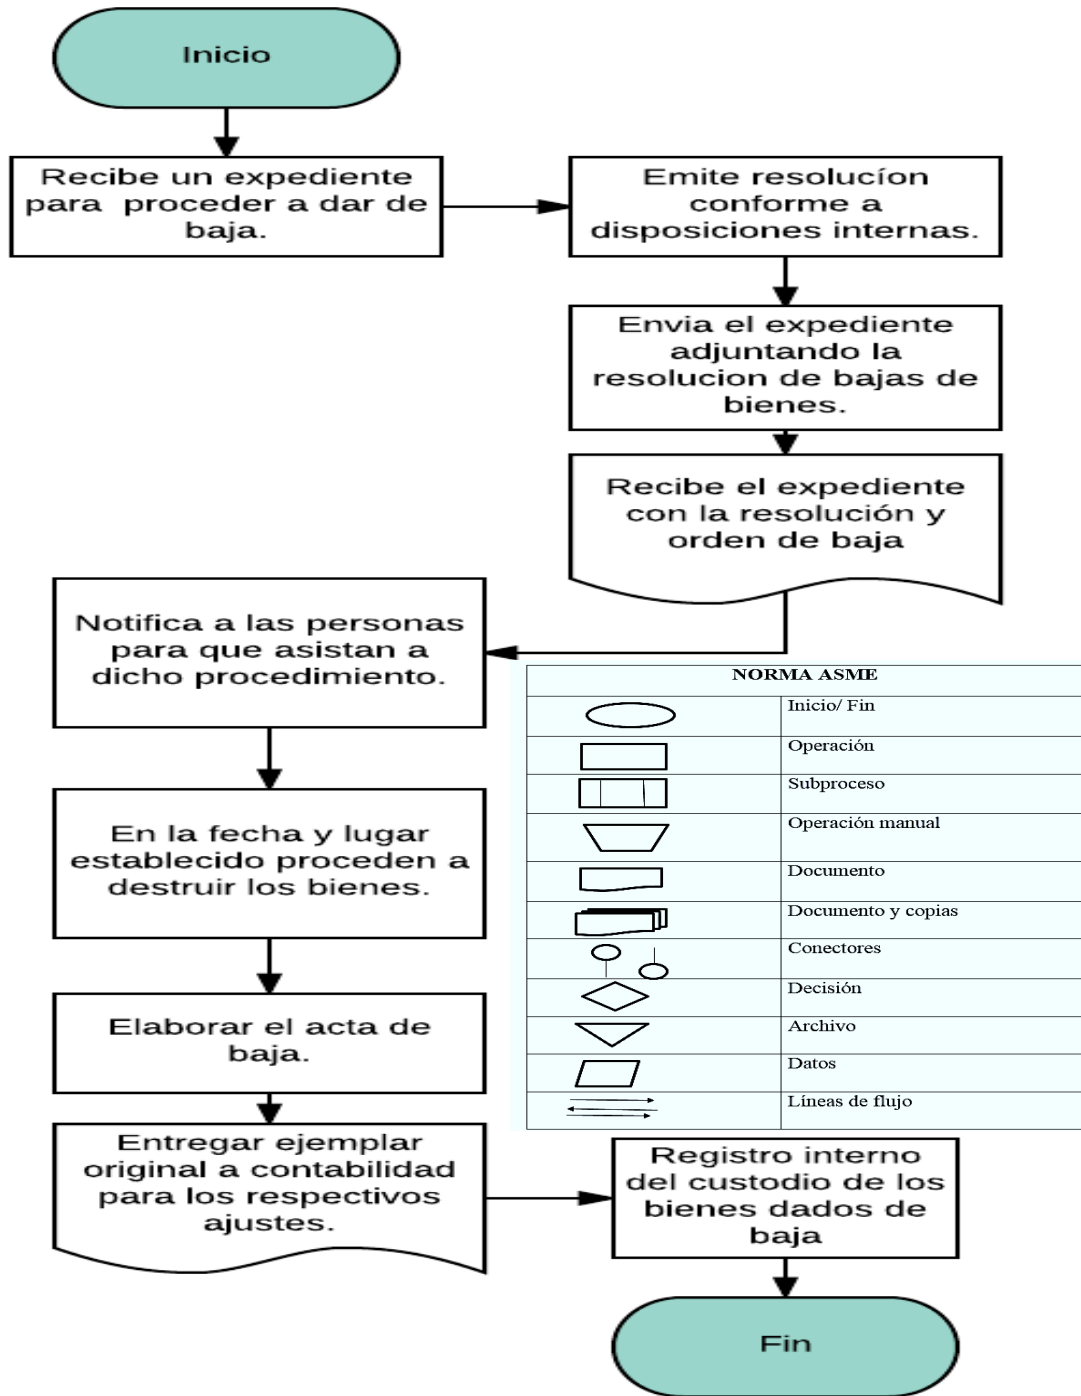 Inicio
Recibe un expediente
para proceder a dar de
baja.
Emite resolucíon
conforme a
disposiciones internas.
Envia el expediente
adjuntando la
resolucion de bajas de
bienes.
Recibe el expediente
con la resolución y
orden de baja
Notifica a las personas
para que asistan a
dicho procedimiento.
En la fecha y lugar
establecido proceden a
destruir los bienes.
Elaborar el acta de
baja.
Entregar ejemplar
original a contabilidad
para los respectivos
ajustes.
NORMA ASME
Inicio/ Fin
Operación
Subproceso
Operación manual
Documento
Documento y copias
Conectores
Decisión
Archivo
Datos
Líneas de flujo
Registro interno
del custodio de los
bienes dados de
baja
Fin